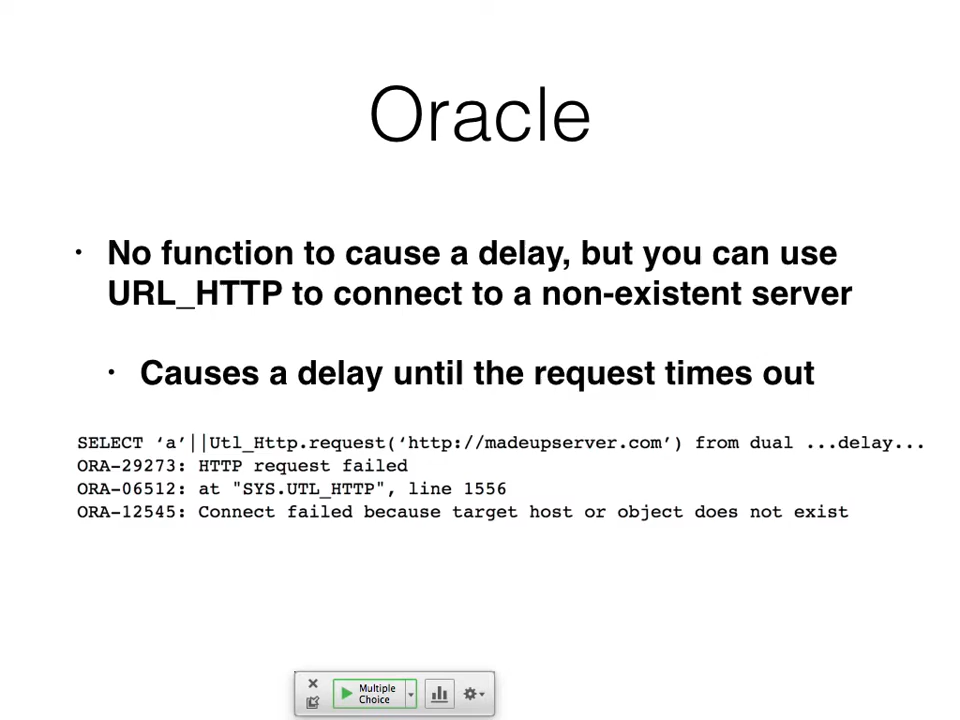 Oracle
• No function to cause a delay, but you can use
URL_HTTP to connect to a non-existent server
• Causes a delay until the request times out
SELECT ‘a’||Utl_Http.request(‘http://madeupserver.com’) from dual ...delay...
ORA-29273: HTTP request failed
ORA-06512: at "SYS.UTL_HTTP", line 1556
ORA-12545: Connect failed because target host or object does not exist
Multiple
Choice